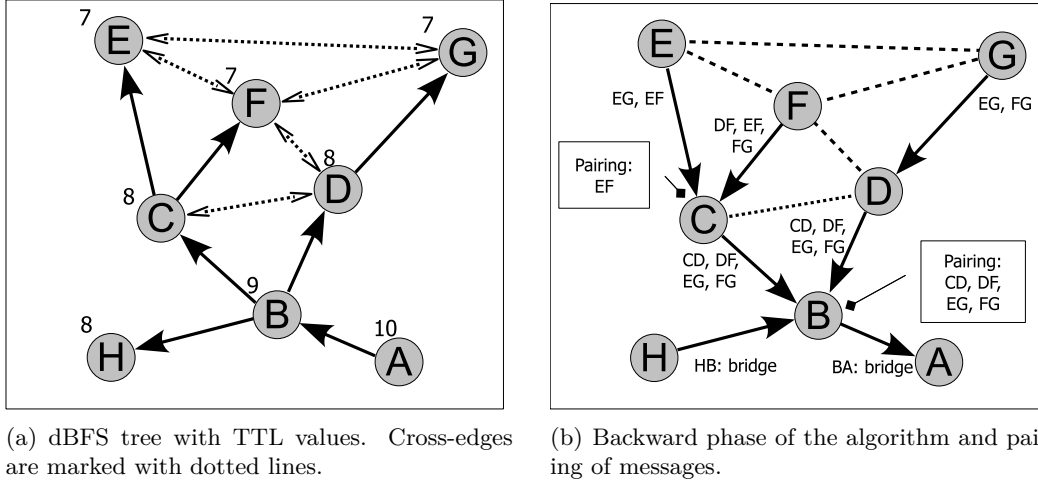 7
E
7
G
7
F
8
D
8
C
9
B
10
A
8
H
E
G
EG, EF
EG, FG
F
DF, EF,
FG
Pairing:
EF
D
C
CD, DF,
EG, FG
CD, DF,
EG, FG
Pairing:
CD, DF,
EG, FG
B
H
A
HB: bridge
BA: bridge
(a) dBFS tree with TTL values. Cross-edges
are marked with dotted lines.
(b) Backward phase of the algorithm and pai
ing of messages.